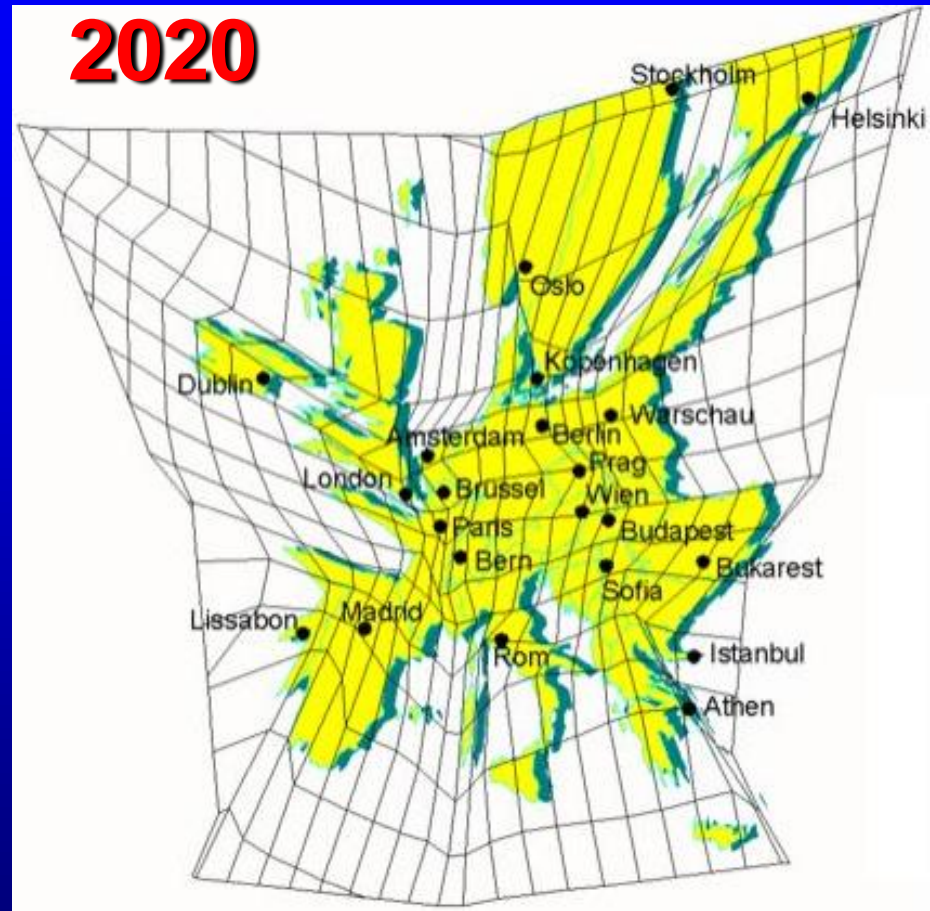 2020
Stockholm
Helsinki
Oslo
Kopenhagen
Dublin
Warschau
Amsterdam
Berlin
Prag
London
Brüssel
Wien
Paris
Budapest
Bern
Bukarest
Sofia
Lissabon
Madrid
Rom
Istanbul
Athen